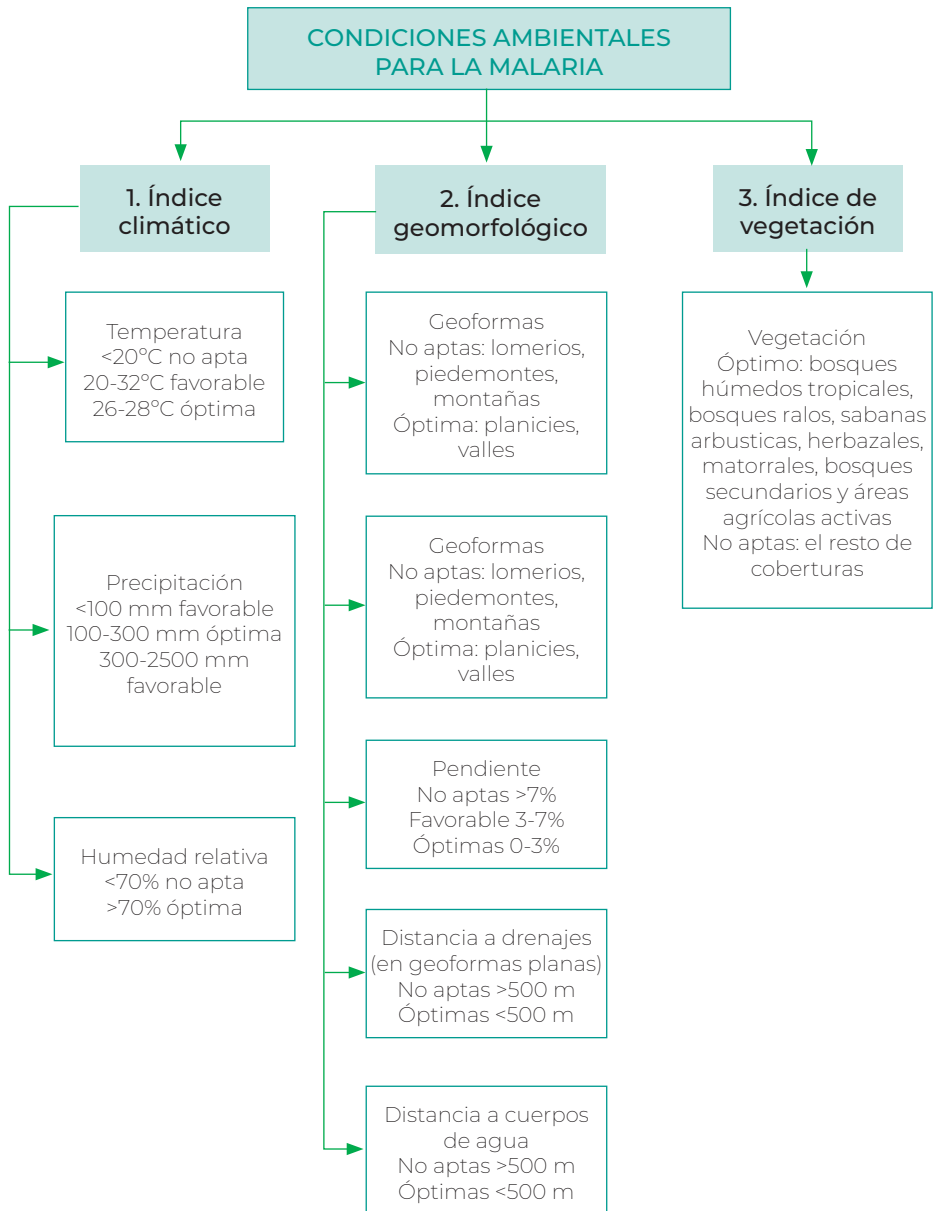 CONDICIONES AMBIENTALES
PARA LA MALARIA
1. Índice
climático
Temperatura
<20°C no apta
20-32°C favorable
26-28°C óptima
Precipitación
<100 mm favorable
100-300 mm óptima
300-2500 mm
favorable
Humedad relativa
<70% no apta
>70% óptima
2. Índice
geomorfológico
Geoformas
No aptas: lomerios,
piedemontes,
montañas
Óptima: planicies,
valles
Geoformas
No aptas: lomerios,
piedemontes,
montañas
Óptima: planicies,
valles
Pendiente
No aptas >7%
Favorable 3-7%
Óptimas 0-3%
Distancia a drenajes
(en geoformas planas)
No aptas >500 m
Óptimas <500 m
Distancia a cuerpos
de agua
No aptas >500 m
Óptimas <500 m
3. Índice de
vegetación
Vegetación
Óptimo: bosques
húmedos tropicales,
bosques ralos, sabanas
arbusticas, herbazales,
matorrales, bosques
secundarios y áreas
agrícolas activas
No aptas: el resto de
coberturas